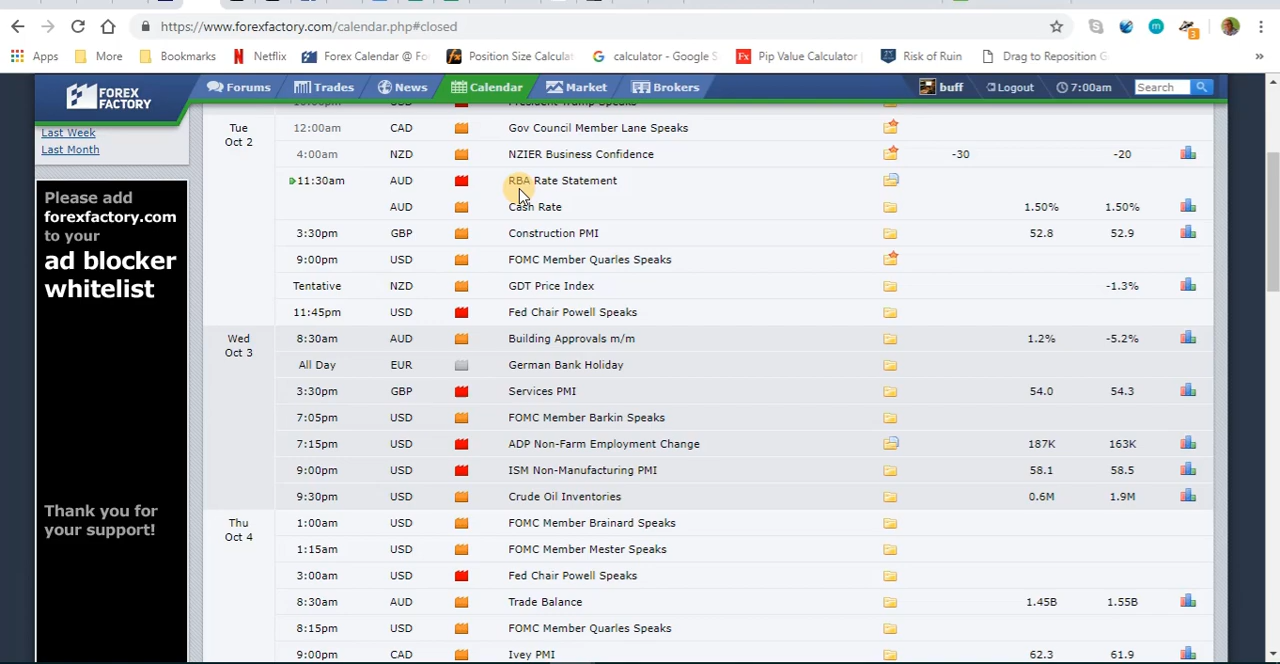 https://www.forexfactory.com/calendar.php#closed
3
Apps More Bookmarks Netflix Forex Calendar @ Fo Position Size Calculat calculator - Google S Pip Value Calculator Risk of Ruin Drag to Reposition G »
FOREX FACTORY Forums Trades News Calendar Market Brokers buff Logout 7:00am Search
President Trump Speaks
Last Week
Last Month
Please add
forexfactory.com
to your
ad blocker
whitelist
Thank you for
your support!
Tue Oct 2
12:00am CAD Gov Council Member Lane Speaks
4:00am NZD NZIER Business Confidence -30 -20
11:30am AUD RBA Rate Statement
AUD Cash Rate 1.50% 1.50%
3:30pm GBP Construction PMI 52.8 52.9
9:00pm USD FOMC Member Quarles Speaks
Tentative NZD GDT Price Index -1.3%
11:45pm USD Fed Chair Powell Speaks
Wed Oct 3
8:30am AUD Building Approvals m/m 1.2% -5.2%
All Day EUR German Bank Holiday
3:30pm GBP Services PMI 54.0 54.3
7:05pm USD FOMC Member Barkin Speaks
7:15pm USD ADP Non-Farm Employment Change 187K 163K
9:00pm USD ISM Non-Manufacturing PMI 58.1 58.5
9:30pm USD Crude Oil Inventories 0.6M 1.9M
Thu Oct 4
1:00am USD FOMC Member Brainard Speaks
1:15am USD FOMC Member Mester Speaks
3:00am USD Fed Chair Powell Speaks
8:30am AUD Trade Balance 1.45B 1.55B
8:15pm USD FOMC Member Quarles Speaks
9:00pm CAD Ivey PMI 62.3 61.9